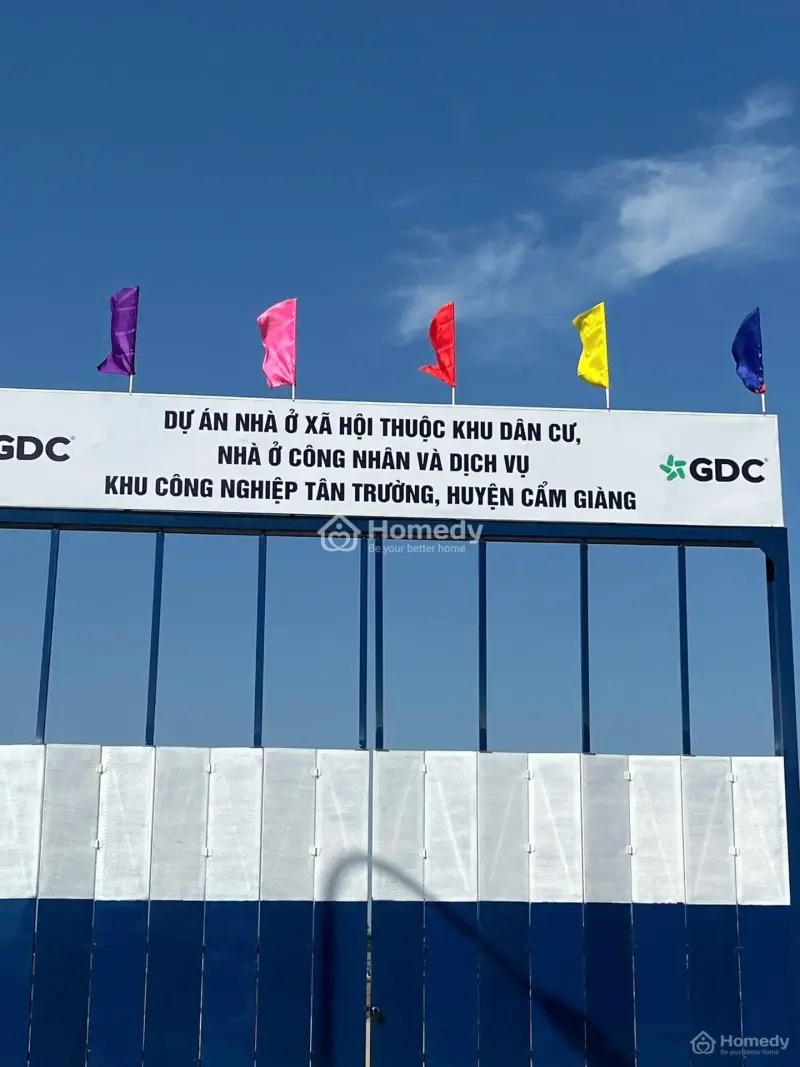 DỰ ÁN NHÀ Ở XÃ HỘI THUỘC KHU DÂN CƯ,
NHÀ Ở CÔNG NHÂN VÀ DỊCH VỤ
KHU CÔNG NGHIỆP TÂN TRƯỜNG, HUYỆN CẨM GIÀNG
GDC
GDC
Homedy
Be your better home
Homedy
Be your better home